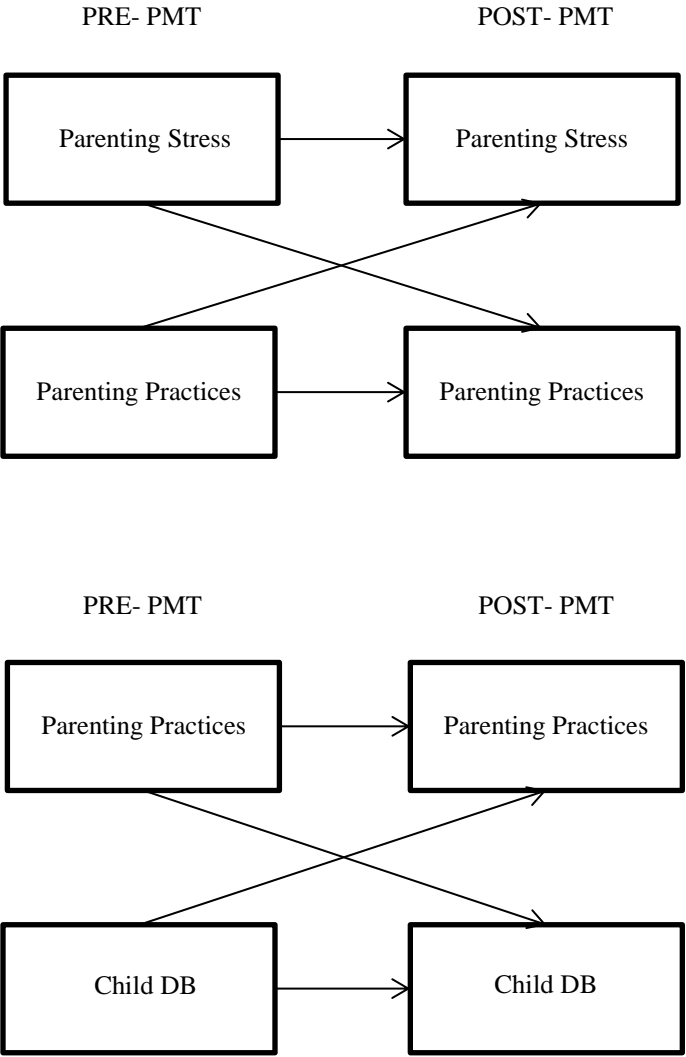 PRE- PMT
POST- PMT
Parenting Stress
Parenting Stress
Parenting Practices
Parenting Practices
PRE- PMT
POST- PMT
Parenting Practices
Parenting Practices
Child DB
Child DB